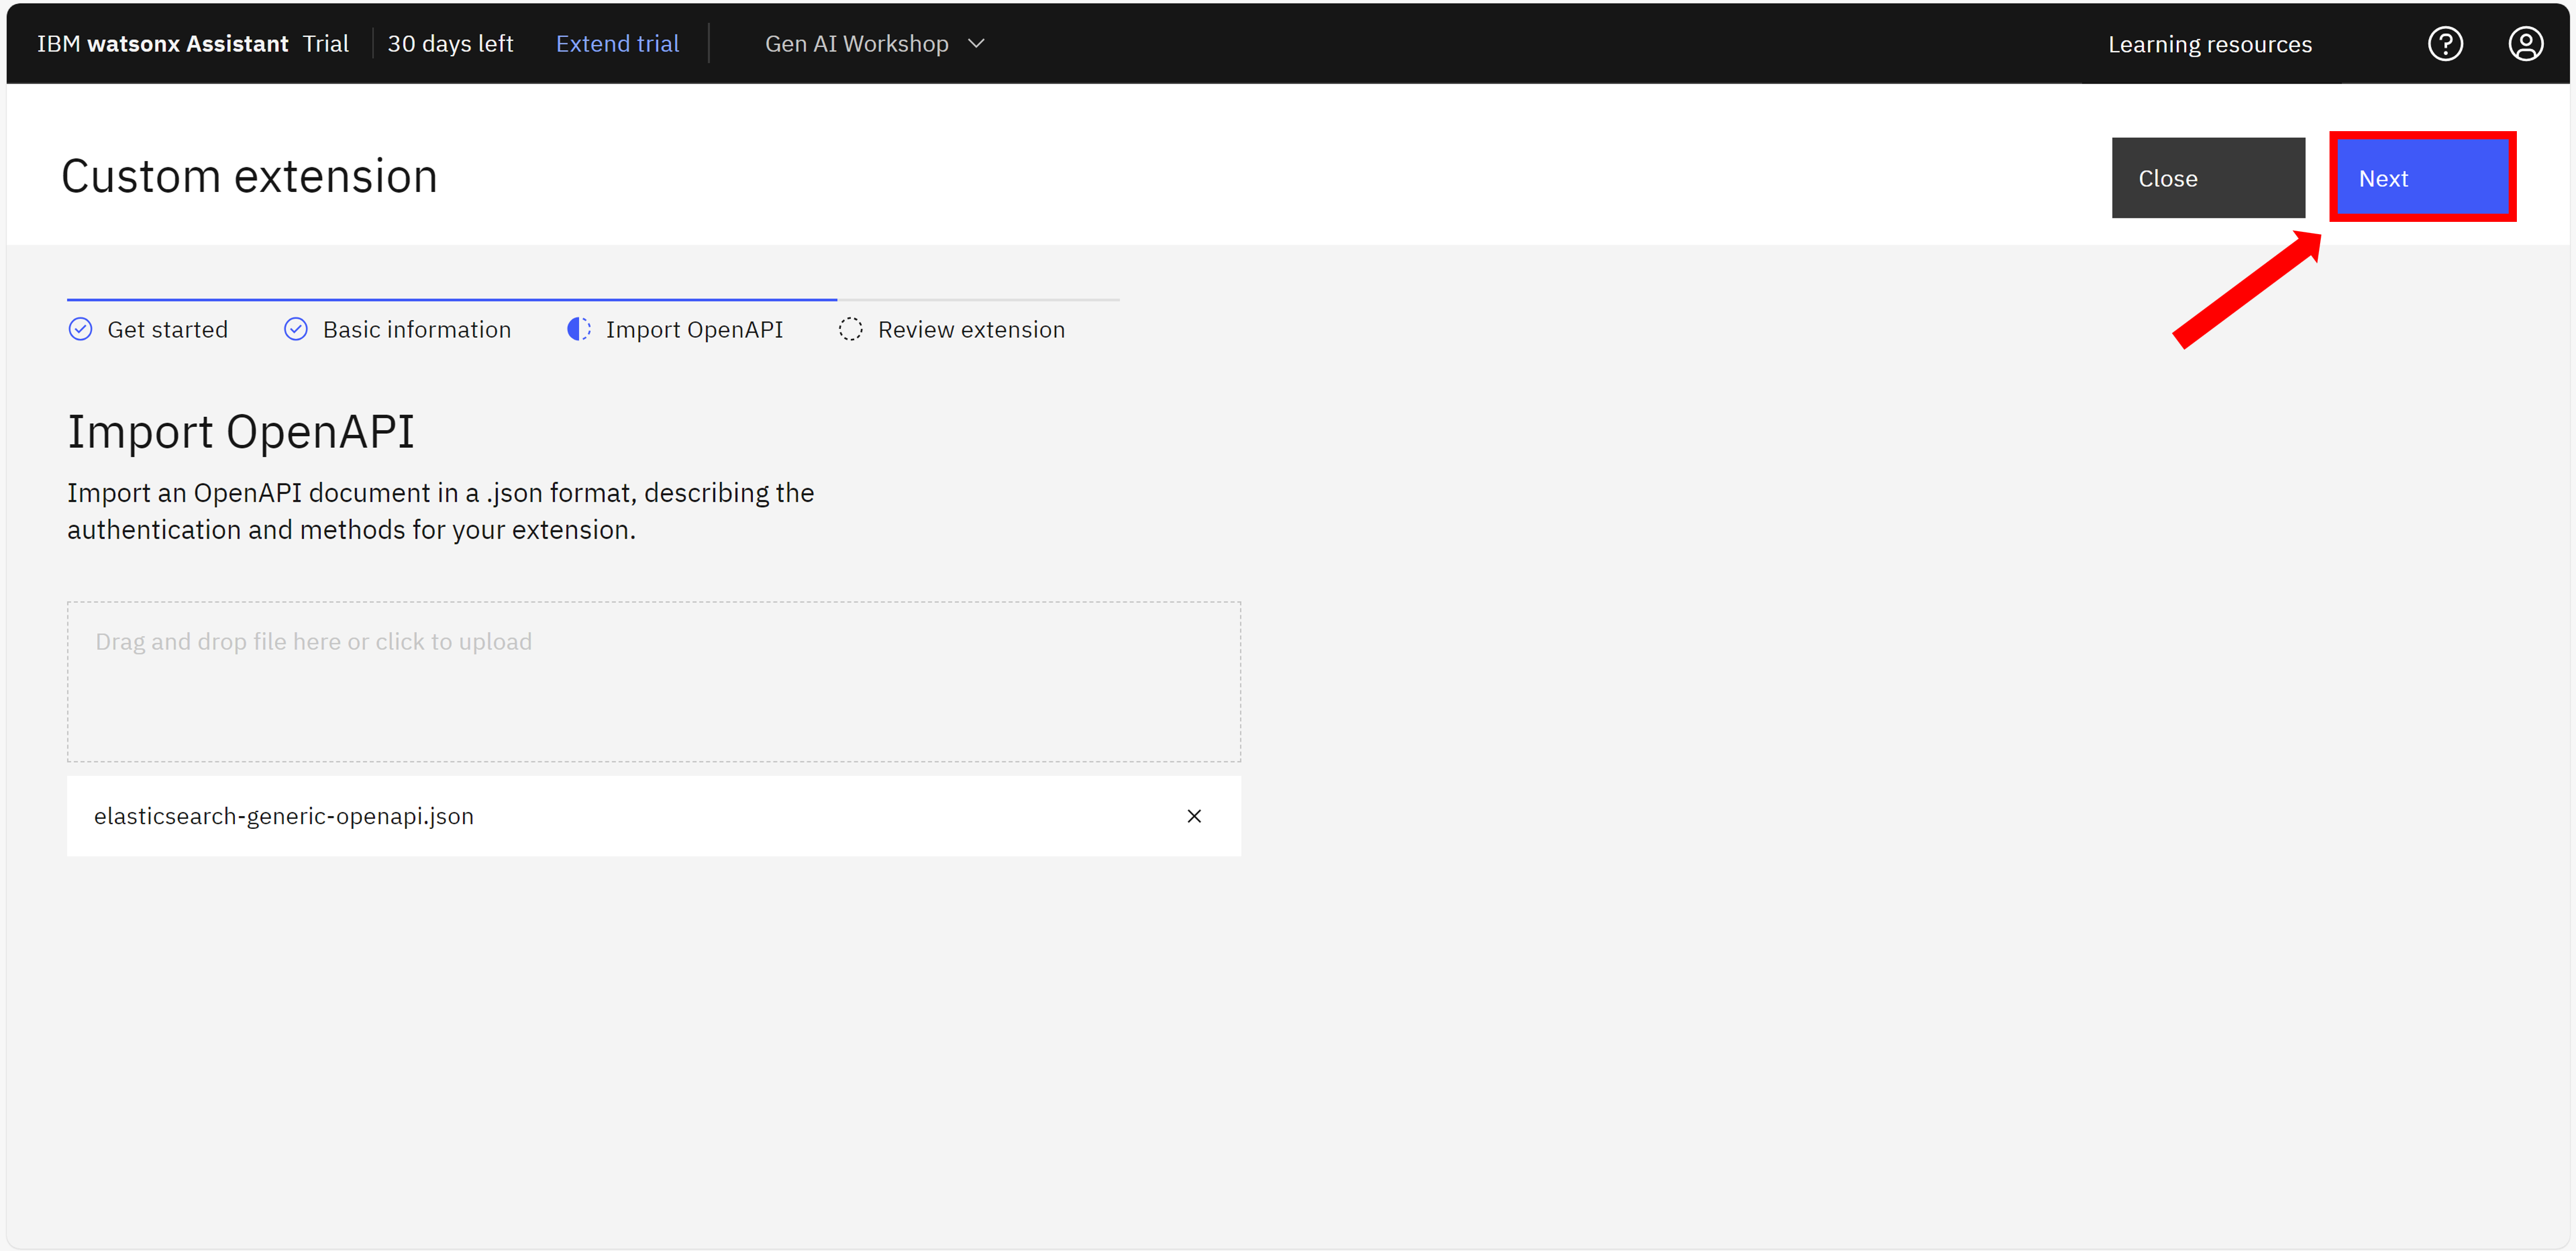 IBM watsonx Assistant Trial 30 days left Extend trial Gen AI Workshop Learning resources
Custom extension
Close Next
Get started Basic information Import OpenAPI Review extension
Import OpenAPI
Import an OpenAPI document in a .json format, describing the
authentication and methods for your extension.
Drag and drop file here or click to upload
elasticsearch-generic-openapi.json